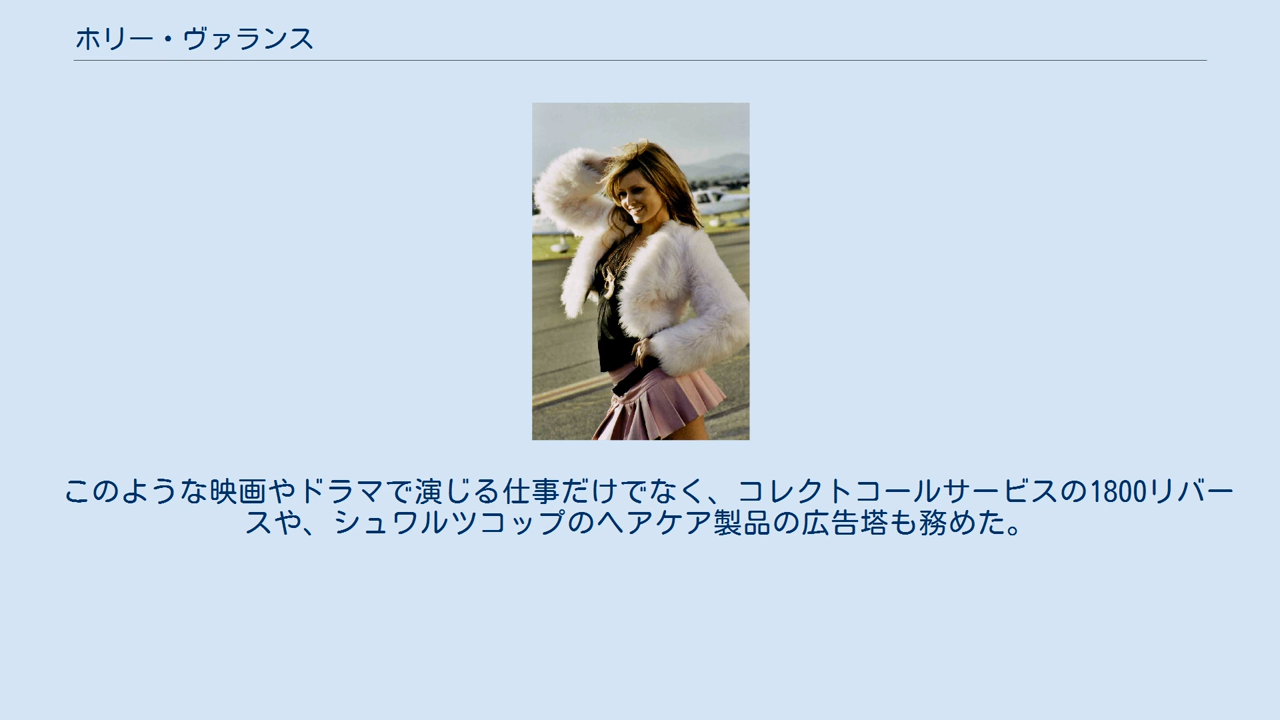 ホリー・ヴァランス
このような映画やドラマで演じる仕事だけでなく、コレクトコールサービスの1800リバー
スや、シュワルツコップのヘアケア製品の広告塔も務めた。